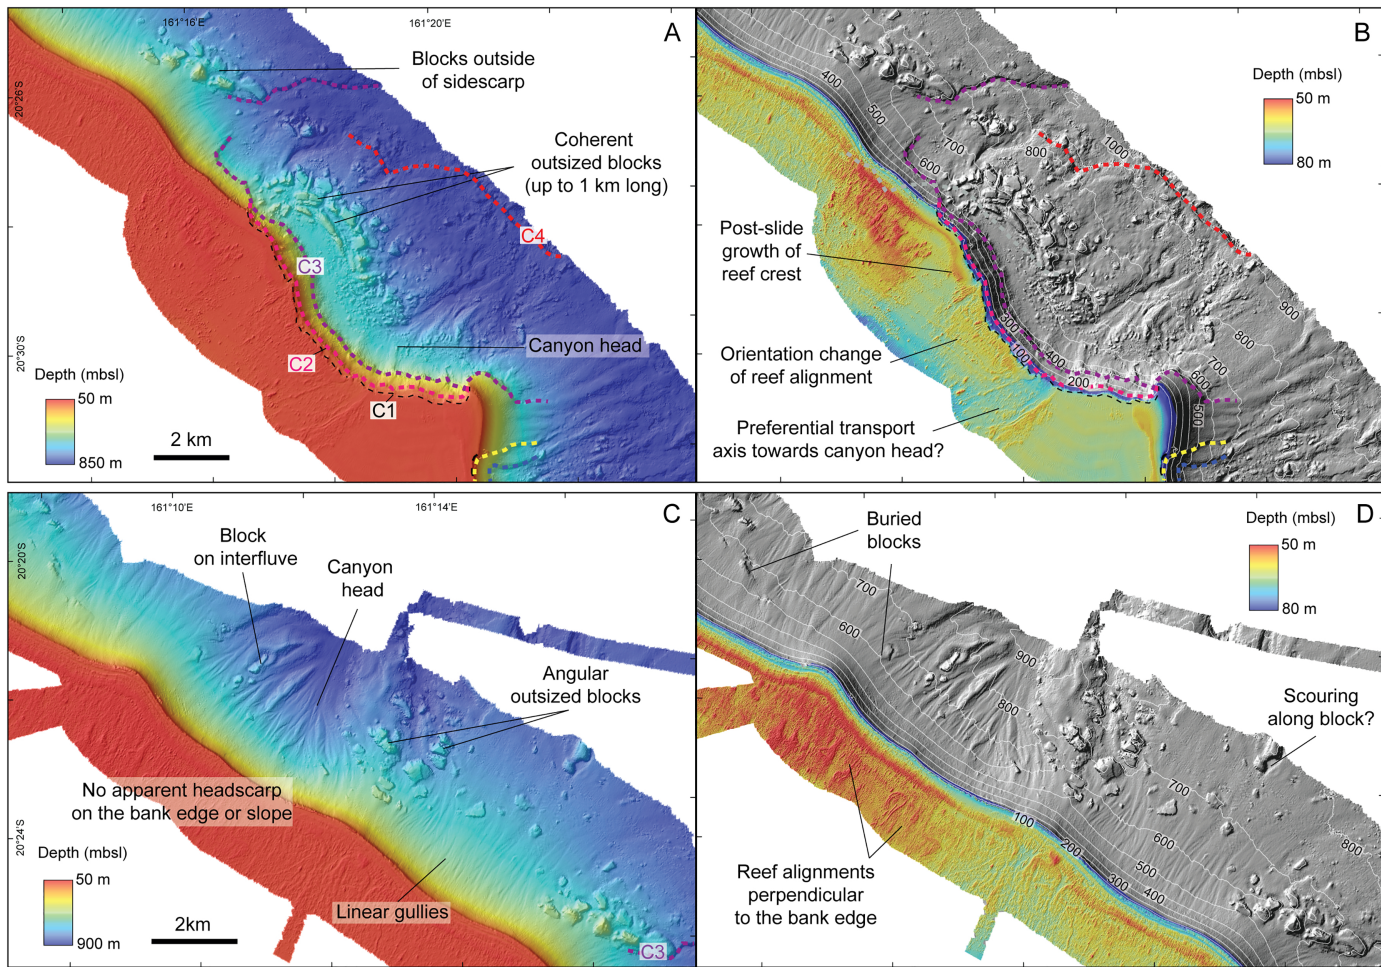 161°16'E
161°20'E
A
20°26'S
20°30'S
Blocks outside
of sidescarp
Coherent
outsized blocks
(up to 1 km long)
C4
C3
C2
C1
Canyon head
Depth (mbsl)
50 m
850 m
2 km
B
Depth (mbsl)
50 m
80 m
400
500
600
700
800
1000
Post-slide
growth of
reef crest
Orientation change
of reef alignment
Preferential transport
axis towards canyon head?
300
100
400
200
900
800
700
600
500
161°10'E
161°14'E
C
20°20'S
20°24'S
Block
on interfluve
Canyon
head
Angular
outsized blocks
No apparent headscarp
on the bank edge or slope
Linear gullies
Depth (mbsl)
50 m
900 m
2km
C3
D
Depth (mbsl)
50 m
80 m
Buried
blocks
700
600
900
800
Scouring
along block?
700
100
600
800
200
500
300
400
Reef alignments
perpendicular
to the bank edge